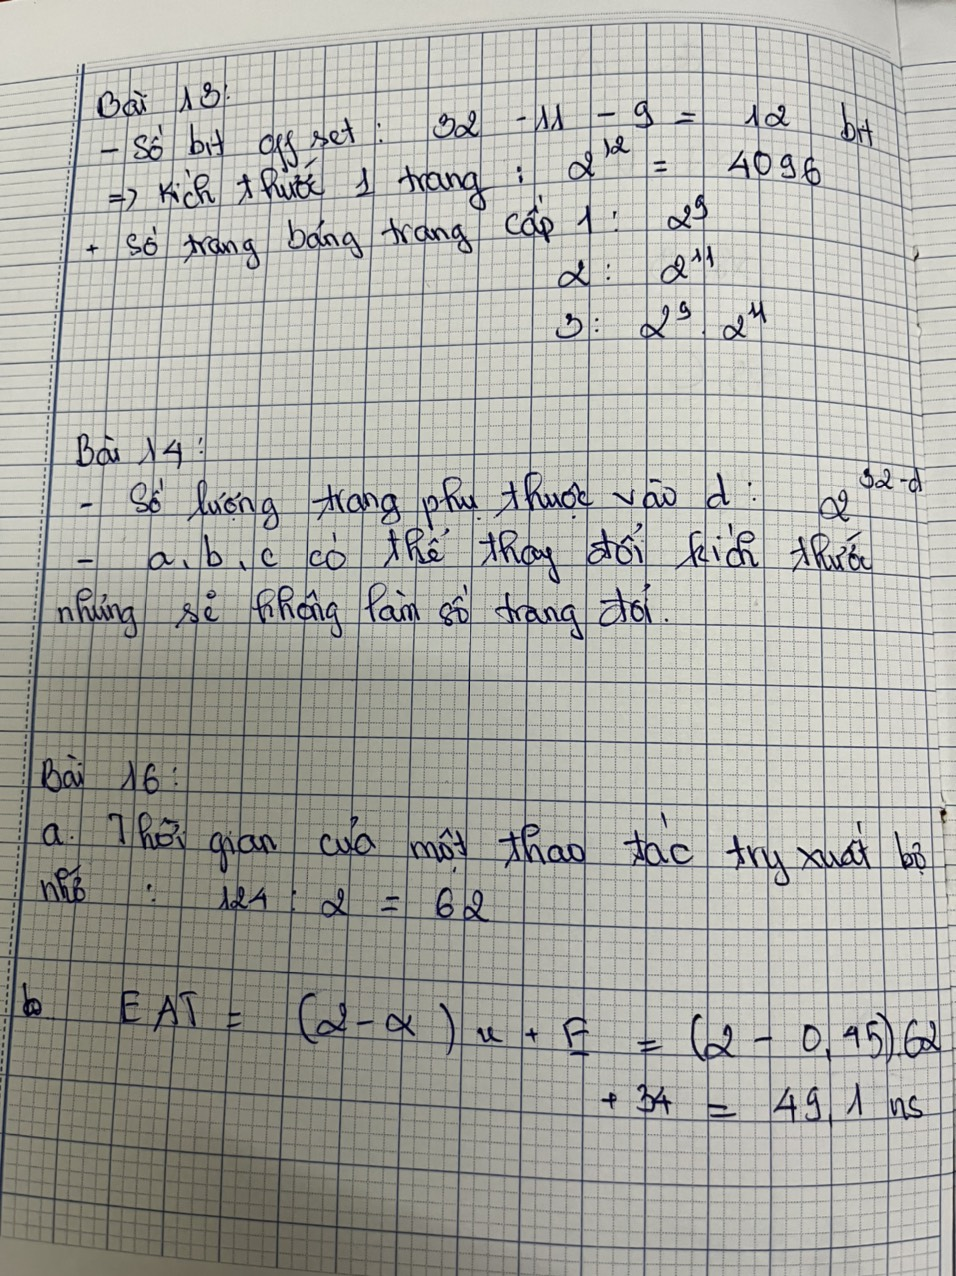 Bài 13:
- Số bit offset : 32 - 11 - 9 = 12 bit
=> Kích thước 1 trang : 2^12 = 4096
+ Số trang bảng trang cấp 1 : 2^9
2 : 2^11
3 : 2^9 . 2^11
Bài 14 :
- Số lượng trang phụ thuộc vào d : 2^32-d
- a, b, c có thể thay đổi kích thước
nhưng sẽ không làm số trang đổi.
Bài 16 :
a. Thời gian của một thao tác try xuất bộ
nhớ : 124 : 2 = 62
b. EAT = (2 - α) x + E = (2 - 0,95).62
+ 34 = 49,1 ns